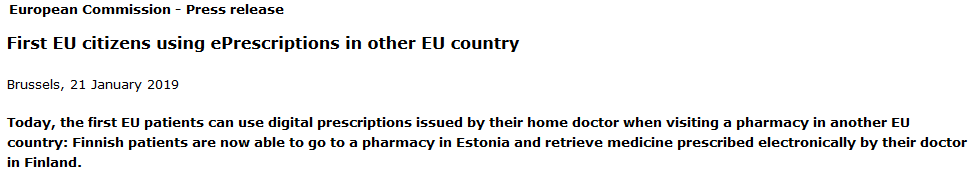 European Commission - Press release
First EU citizens using ePrescriptions in other EU country
Brussels, 21 January 2019
Today, the first EU patients can use digital prescriptions issued by their home doctor when visiting a pharmacy in another EU
country: Finnish patients are now able to go to a pharmacy in Estonia and retrieve medicine prescribed electronically by their doctor
in Finland.